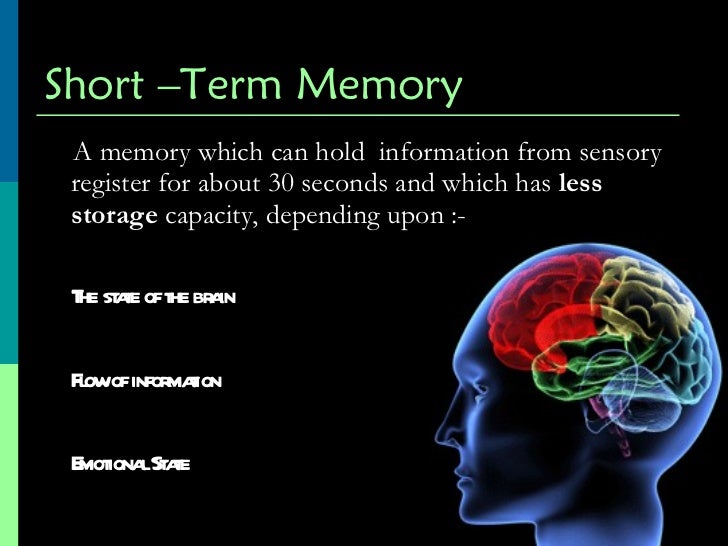 Short –Term Memory
A memory which can hold  information from sensory
register for about 30 seconds and which has less
storage capacity, depending upon :-
The state of the brain
Flow of information
Emotional State